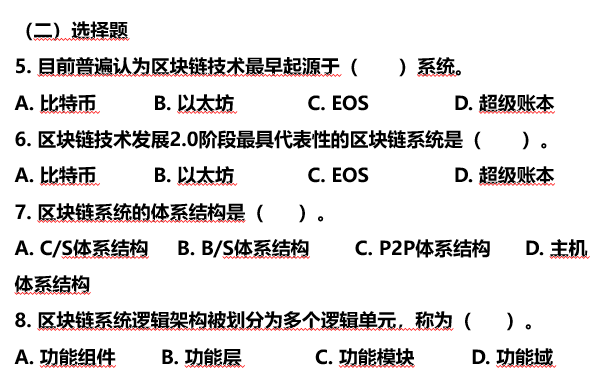 （二）选择题
5. 目前普遍认为区块链技术最早起源于（　　）系统。
A. 比特币 B. 以太坊 C. EOS D. 超级账本
6. 区块链技术发展2.0阶段最具代表性的区块链系统是（　　）。
A. 比特币 B. 以太坊 C. EOS D. 超级账本
7. 区块链系统的体系结构是（　　）。
A. C/S体系结构 B. B/S体系结构 C. P2P体系结构 D. 主机
体系结构
8. 区块链系统逻辑架构被划分为多个逻辑单元，称为（　　）。
A. 功能组件 B. 功能层 C. 功能模块 D. 功能域